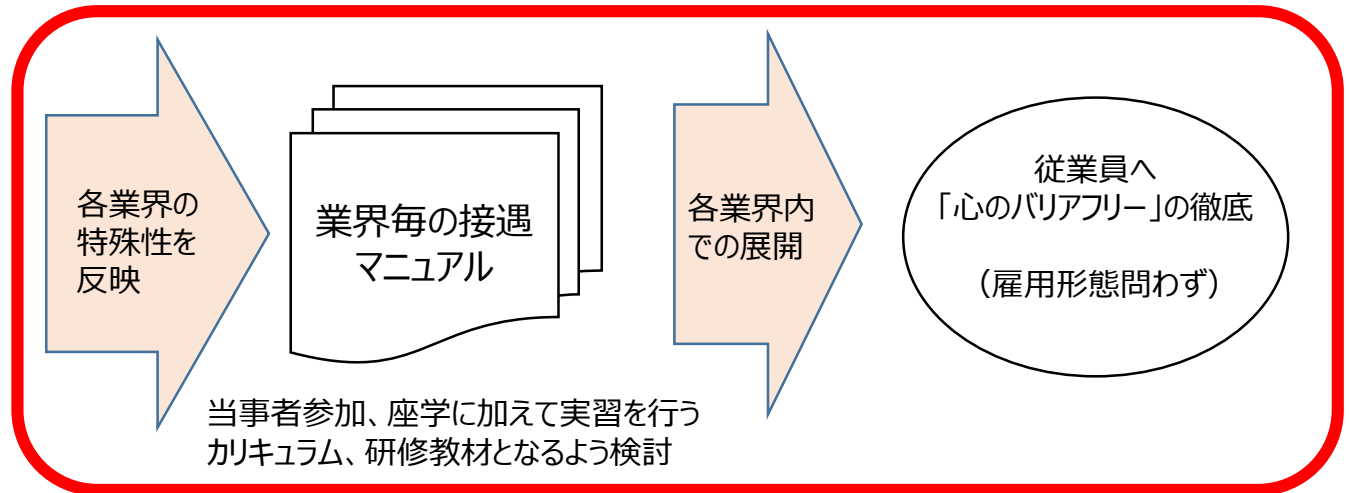 各業界の
特殊性を
反映
業界毎の接遇
マニュアル
各業界内
での展開
従業員へ
「心のバリアフリー」の徹底
（雇用形態問わず）
当事者参加、座学に加えて実習を行う
カリキュラム、研修教材となるよう検討